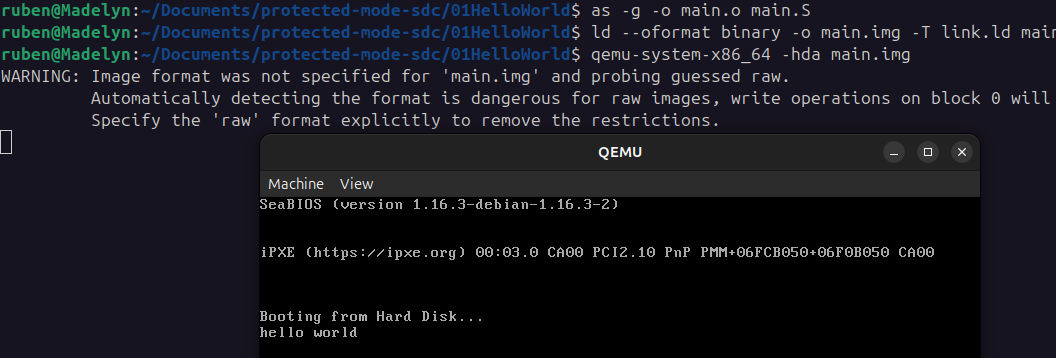 ruben@Madelyn:~/Documents/protected-mode-sdc/01HelloWorld$ as -g -o main.o main.S
ruben@Madelyn:~/Documents/protected-mode-sdc/01HelloWorld$ ld --oformat binary -o main.img -T link.ld mai
ruben@Madelyn:~/Documents/protected-mode-sdc/01HelloWorld$ qemu-system-x86_64 -hda main.img
WARNING: Image format was not specified for 'main.img' and probing guessed raw.
Automatically detecting the format is dangerous for raw images, write operations on block 0 will
Specify the 'raw' format explicitly to remove the restrictions.
QEMU
Machine View
SeaBIOS (version 1.16.3-debian-1.16.3-2)
iPXE (https://ipxe.org) 00:03.0 CA00 PCI2.10 PnP PMM+06FCB050+06F0B050 CA00
Booting from Hard Disk...
hello world